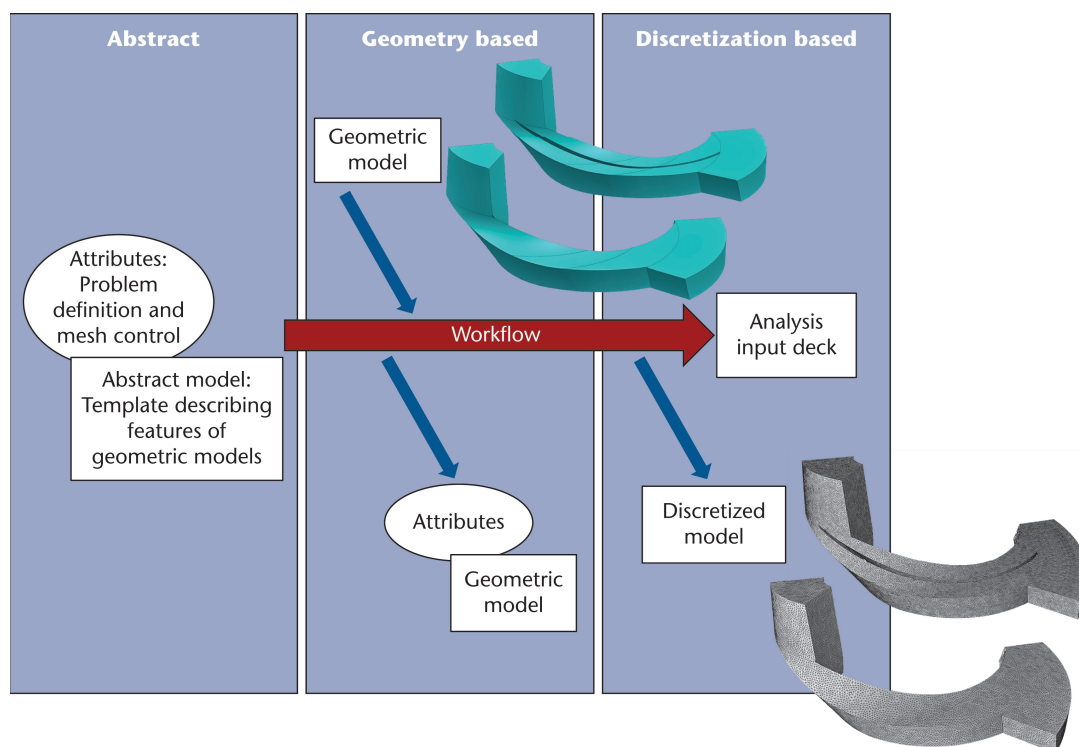 Abstract
Geometry based
Discretization based
Geometric
model
Attributes:
Problem
definition and
mesh control
Abstract model:
Template describing
features of
geometric models
Workflow
Analysis
input deck
Attributes
Geometric
model
Discretized
model